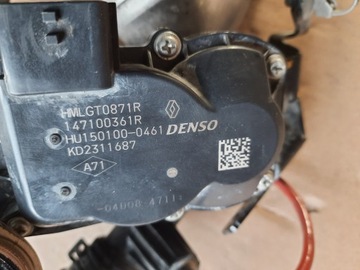 HMLGT0871R
147100361R
HU150100-0461 DENSO
KD2311687
A71